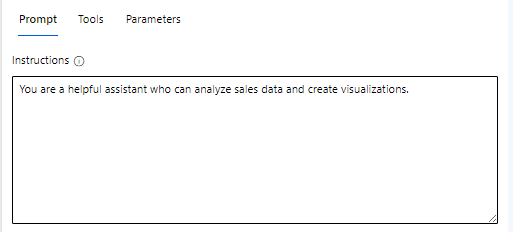 Prompt Tools Parameters
Instructions
You are a helpful assistant who can analyze sales data and create visualizations.